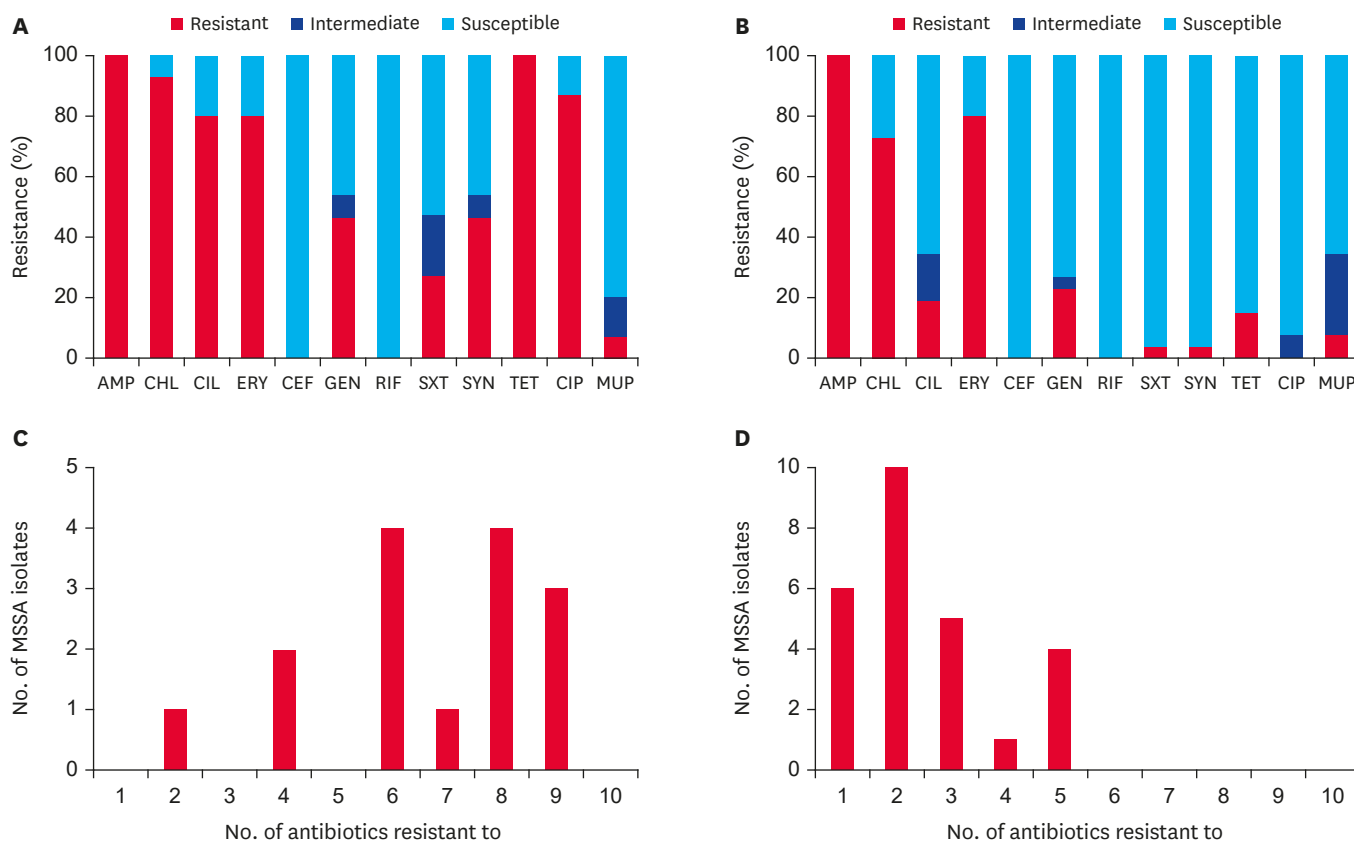 A
Resistant Intermediate Susceptible
100
80
60
40
20
0
Resistance (%)
AMP CHL CIL ERY CEF GEN RIF SXT SYN TET CIP MUP
B
Resistant Intermediate Susceptible
100
80
60
40
20
0
Resistance (%)
AMP CHL CIL ERY CEF GEN RIF SXT SYN TET CIP MUP
C
5
4
3
2
1
0
No. of MSSA isolates
1 2 3 4 5 6 7 8 9 10
No. of antibiotics resistant to
D
10
8
6
4
2
0
No. of MSSA isolates
1 2 3 4 5 6 7 8 9 10
No. of antibiotics resistant to